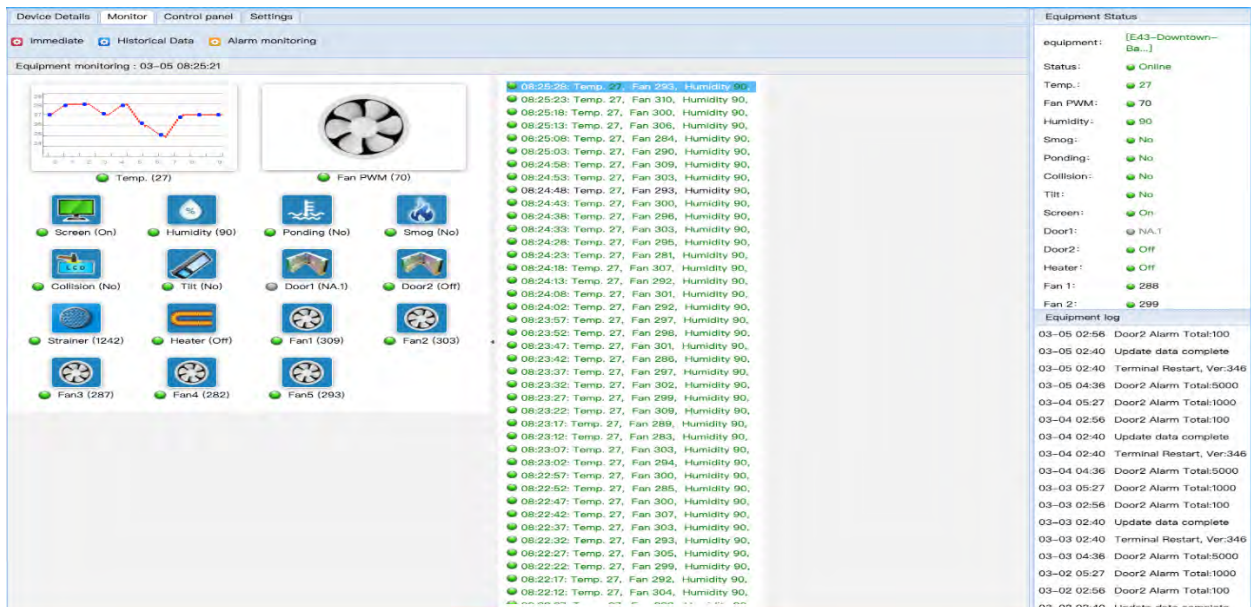 Device Details Monitor Control panel Settings
Immediate Historical Data Alarm monitoring
Equipment monitoring : 03-05 08:25:21
Temp. (27)
Fan PWM (70)
Screen (On) Humidity (90) Ponding (No) Smog (No)
LCD
Collision (No) Tilt (No) Door1 (NA.1) Door2 (Off)
Strainer (1242) Heater (Off) Fan1 (309) Fan2 (303)
Fan3 (287) Fan4 (282) Fan5 (293)
08:25:28: Temp. 27, Fan 293, Humidity 90,
08:25:23: Temp. 27, Fan 310, Humidity 90,
08:25:18: Temp. 27, Fan 300, Humidity 90,
08:25:13: Temp. 27, Fan 306, Humidity 90,
08:25:08: Temp. 27, Fan 284, Humidity 90,
08:25:03: Temp. 27, Fan 290, Humidity 90,
08:24:58: Temp. 27, Fan 309, Humidity 90,
08:24:53: Temp. 27, Fan 303, Humidity 90,
08:24:48: Temp. 27, Fan 293, Humidity 90,
08:24:43: Temp. 27, Fan 300, Humidity 90,
08:24:38: Temp. 27, Fan 296, Humidity 90,
08:24:33: Temp. 27, Fan 303, Humidity 90,
08:24:28: Temp. 27, Fan 295, Humidity 90,
08:24:23: Temp. 27, Fan 281, Humidity 90,
08:24:18: Temp. 27, Fan 307, Humidity 90,
08:24:13: Temp. 27, Fan 292, Humidity 90,
08:24:08: Temp. 27, Fan 301, Humidity 90,
08:24:02: Temp. 27, Fan 292, Humidity 90,
08:23:57: Temp. 27, Fan 297, Humidity 90,
08:23:52: Temp. 27, Fan 298, Humidity 90,
08:23:47: Temp. 27, Fan 301, Humidity 90,
08:23:42: Temp. 27, Fan 286, Humidity 90,
08:23:37: Temp. 27, Fan 297, Humidity 90,
08:23:32: Temp. 27, Fan 302, Humidity 90,
08:23:27: Temp. 27, Fan 299, Humidity 90,
08:23:22: Temp. 27, Fan 309, Humidity 90,
08:23:17: Temp. 27, Fan 289, Humidity 90,
08:23:12: Temp. 27, Fan 283, Humidity 90,
08:23:07: Temp. 27, Fan 303, Humidity 90,
08:23:02: Temp. 27, Fan 294, Humidity 90,
08:22:57: Temp. 27, Fan 300, Humidity 90,
08:22:52: Temp. 27, Fan 285, Humidity 90,
08:22:47: Temp. 27, Fan 300, Humidity 90,
08:22:42: Temp. 27, Fan 307, Humidity 90,
08:22:37: Temp. 27, Fan 303, Humidity 90,
08:22:32: Temp. 27, Fan 293, Humidity 90,
08:22:27: Temp. 27, Fan 305, Humidity 90,
08:22:22: Temp. 27, Fan 299, Humidity 90,
08:22:17: Temp. 27, Fan 292, Humidity 90,
08:22:12: Temp. 27, Fan 304, Humidity 90,
Equipment Status
equipment: [E43-Downtown-Ba...]
Status: Online
Temp.: 27
Fan PWM: 70
Humidity: 90
Smog: No
Ponding: No
Collision: No
Tilt: No
Screen: On
Door1: NA.1
Door2: Off
Heater: Off
Fan 1: 288
Fan 2: 299
Equipment log
03-05 02:56 Door2 Alarm Total:100
03-05 02:40 Update data complete
03-05 02:40 Terminal Restart, Ver:346
03-05 04:36 Door2 Alarm Total:5000
03-04 05:27 Door2 Alarm Total:1000
03-04 02:56 Door2 Alarm Total:100
03-04 02:40 Update data complete
03-04 02:40 Terminal Restart, Ver:346
03-04 04:36 Door2 Alarm Total:5000
03-03 05:27 Door2 Alarm Total:1000
03-03 02:56 Door2 Alarm Total:100
03-03 02:40 Update data complete
03-03 02:40 Terminal Restart, Ver:346
03-03 04:36 Door2 Alarm Total:5000
03-02 05:27 Door2 Alarm Total:1000
03-02 02:56 Door2 Alarm Total:100